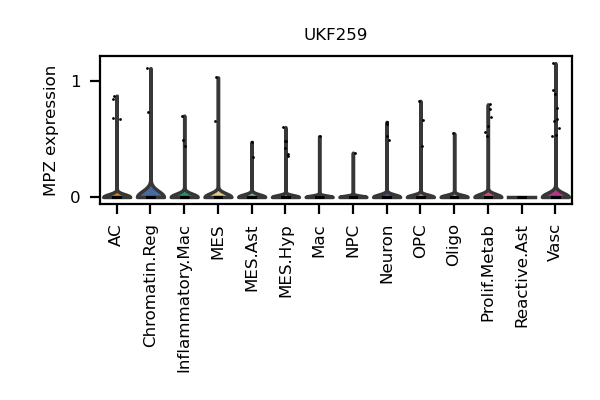 UKF259
MPZ expression
1
0
AC
Chromatin.Reg
Inflammatory.Mac
MES
MES.Ast
MES.Hyp
Mac
NPC
Neuron
OPC
Oligo
Prolif.Metab
Reactive.Ast
Vasc